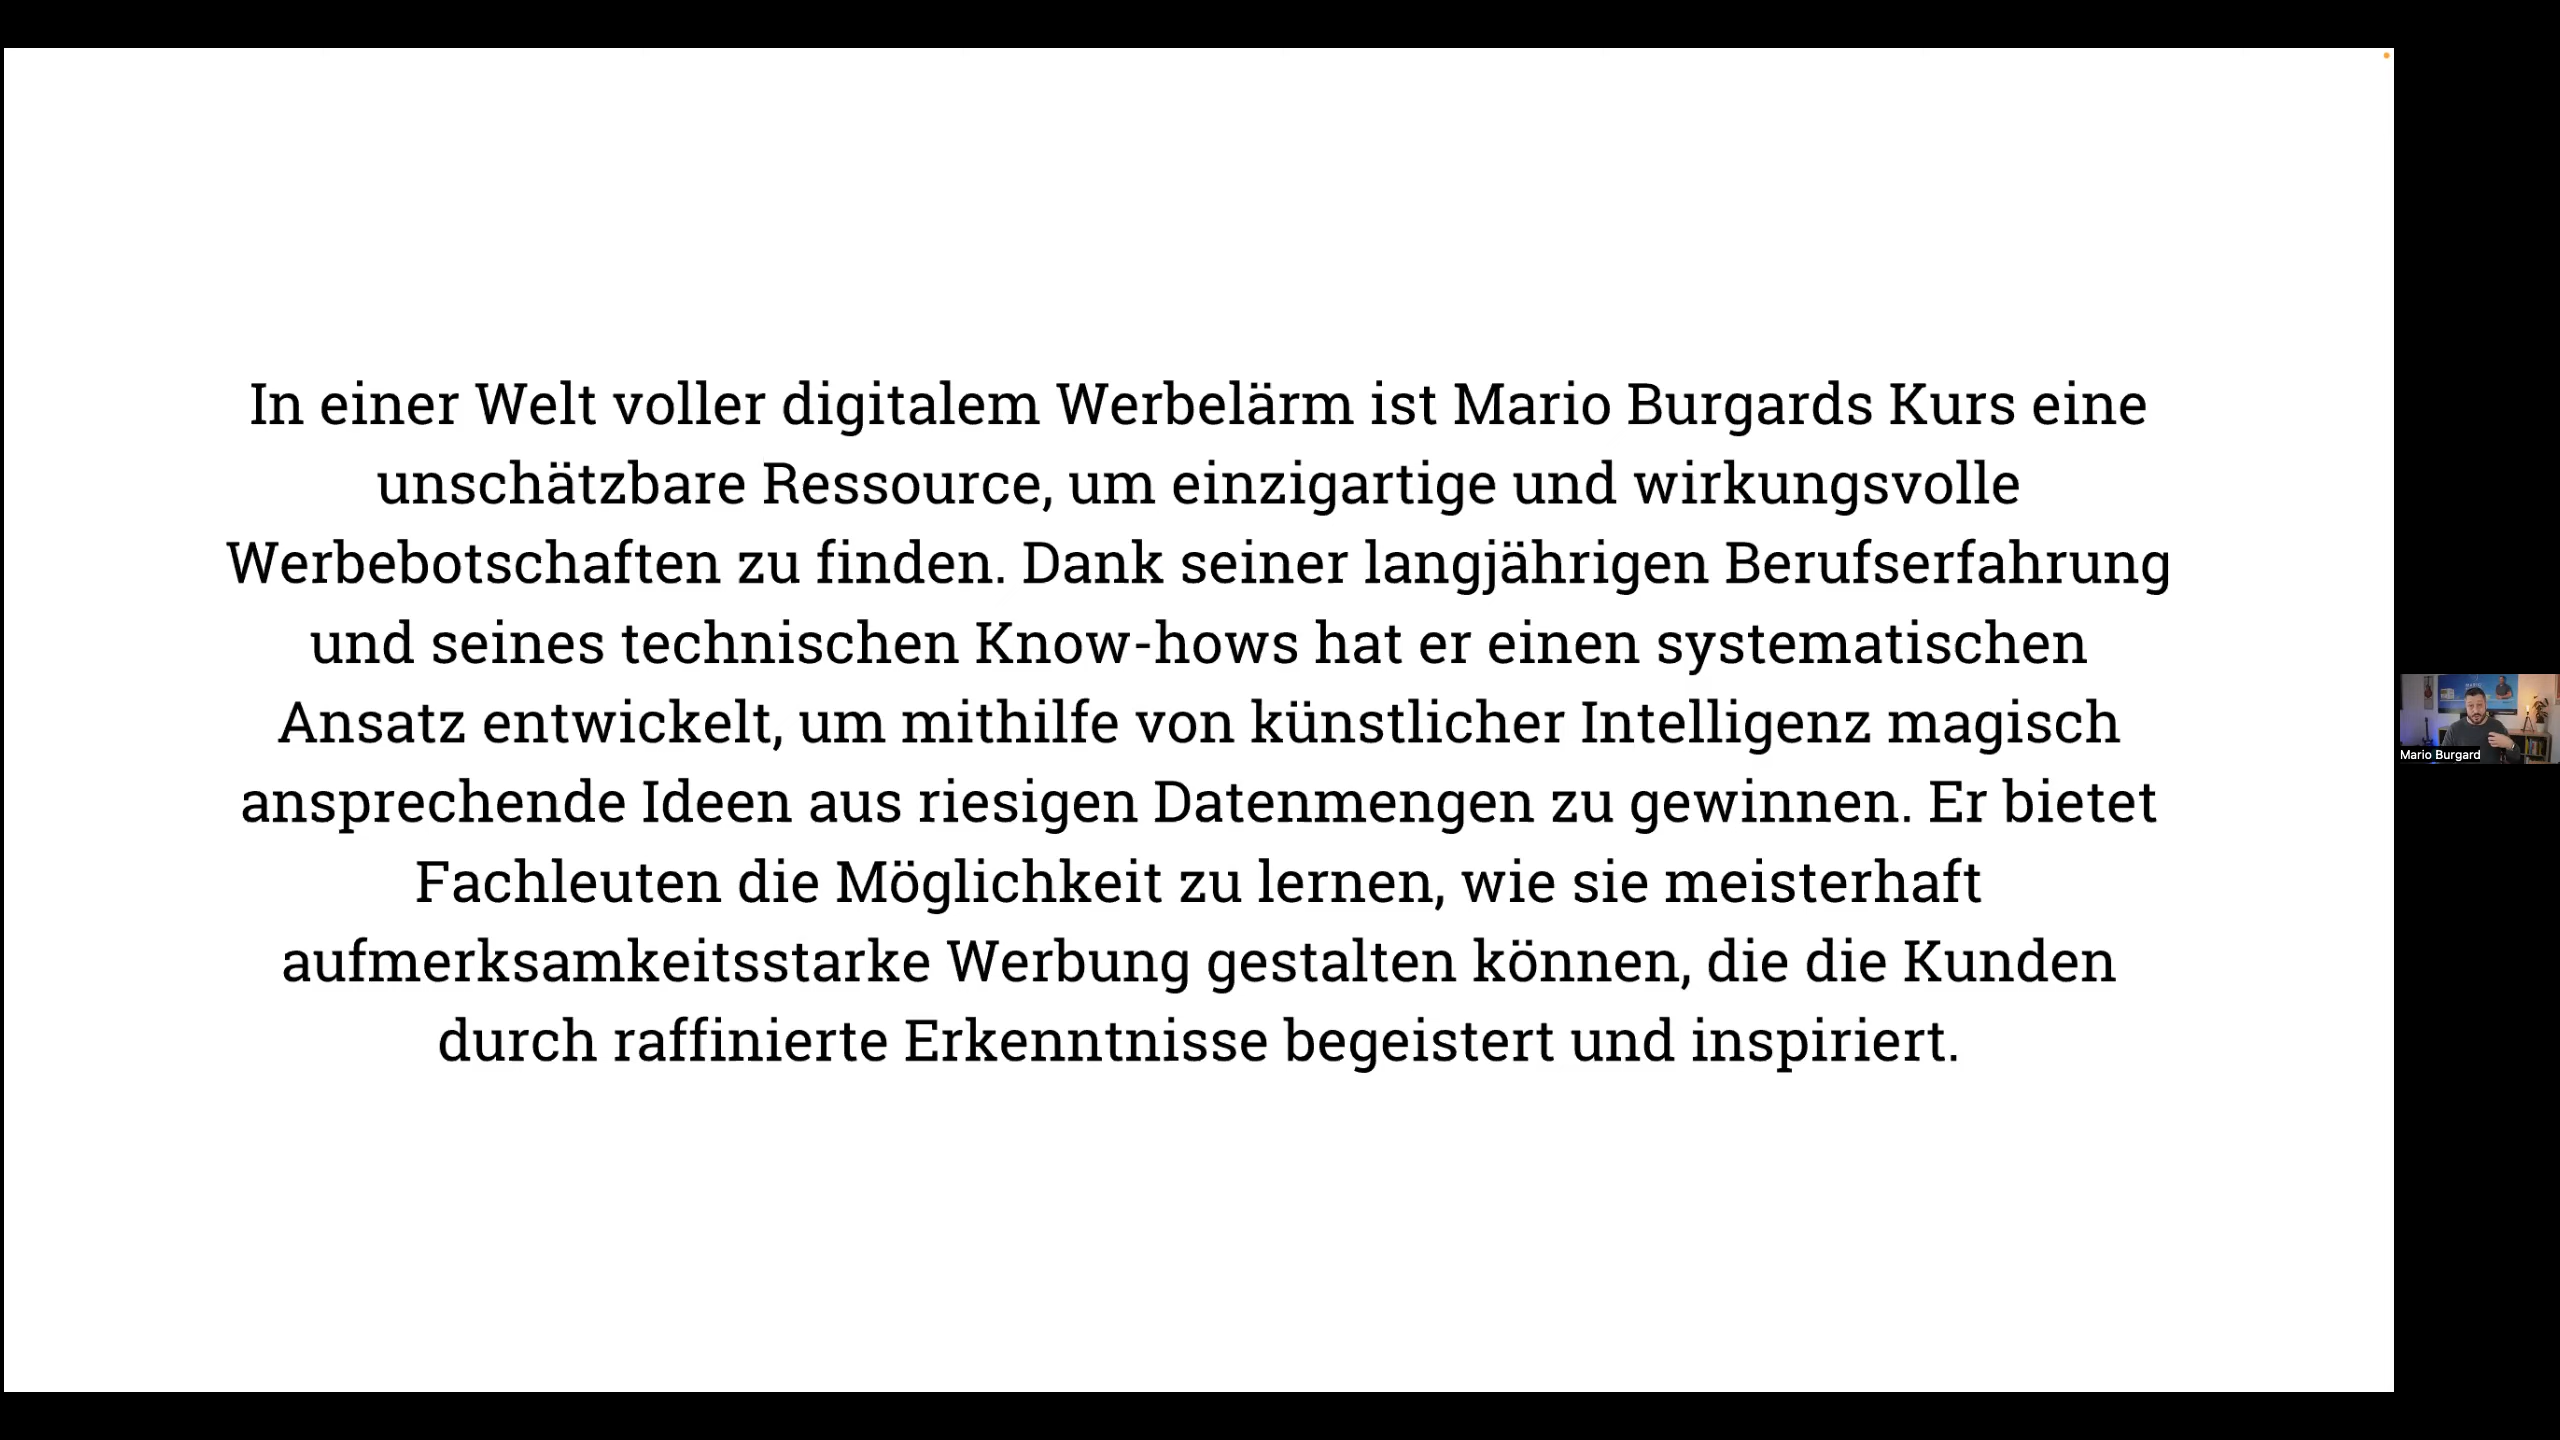 In einer Welt voller digitalem Werbelärm ist Mario Burgards Kurs eine
unschätzbare Ressource, um einzigartige und wirkungsvolle
Werbebotschaften zu finden. Dank seiner langjährigen Berufserfahrung
und seines technischen Know-hows hat er einen systematischen
Ansatz entwickelt, um mithilfe von künstlicher Intelligenz magisch
ansprechende Ideen aus riesigen Datenmengen zu gewinnen. Er bietet
Fachleuten die Möglichkeit zu lernen, wie sie meisterhaft
aufmerksamkeitsstarke Werbung gestalten können, die die Kunden
durch raffinierte Erkenntnisse begeistert und inspiriert.
Mario Burgard